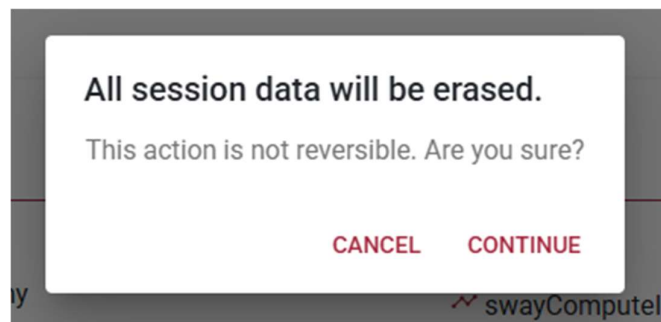 All session data will be erased.
This action is not reversible. Are you sure?
CANCEL CONTINUE